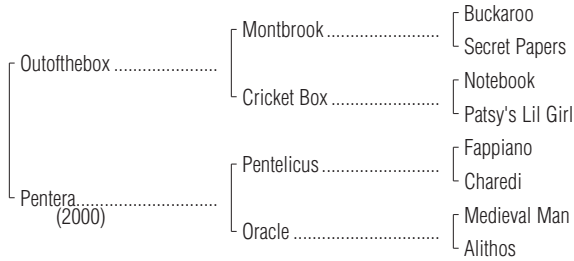 Buckaroo
Montbrook
Secret Papers
Outofthebox
Notebook
Cricket Box
Patsy's Lil Girl
Fappiano
Pentelicus
Charedi
Pentera
(2000)
Medieval Man
Oracle
Alithos